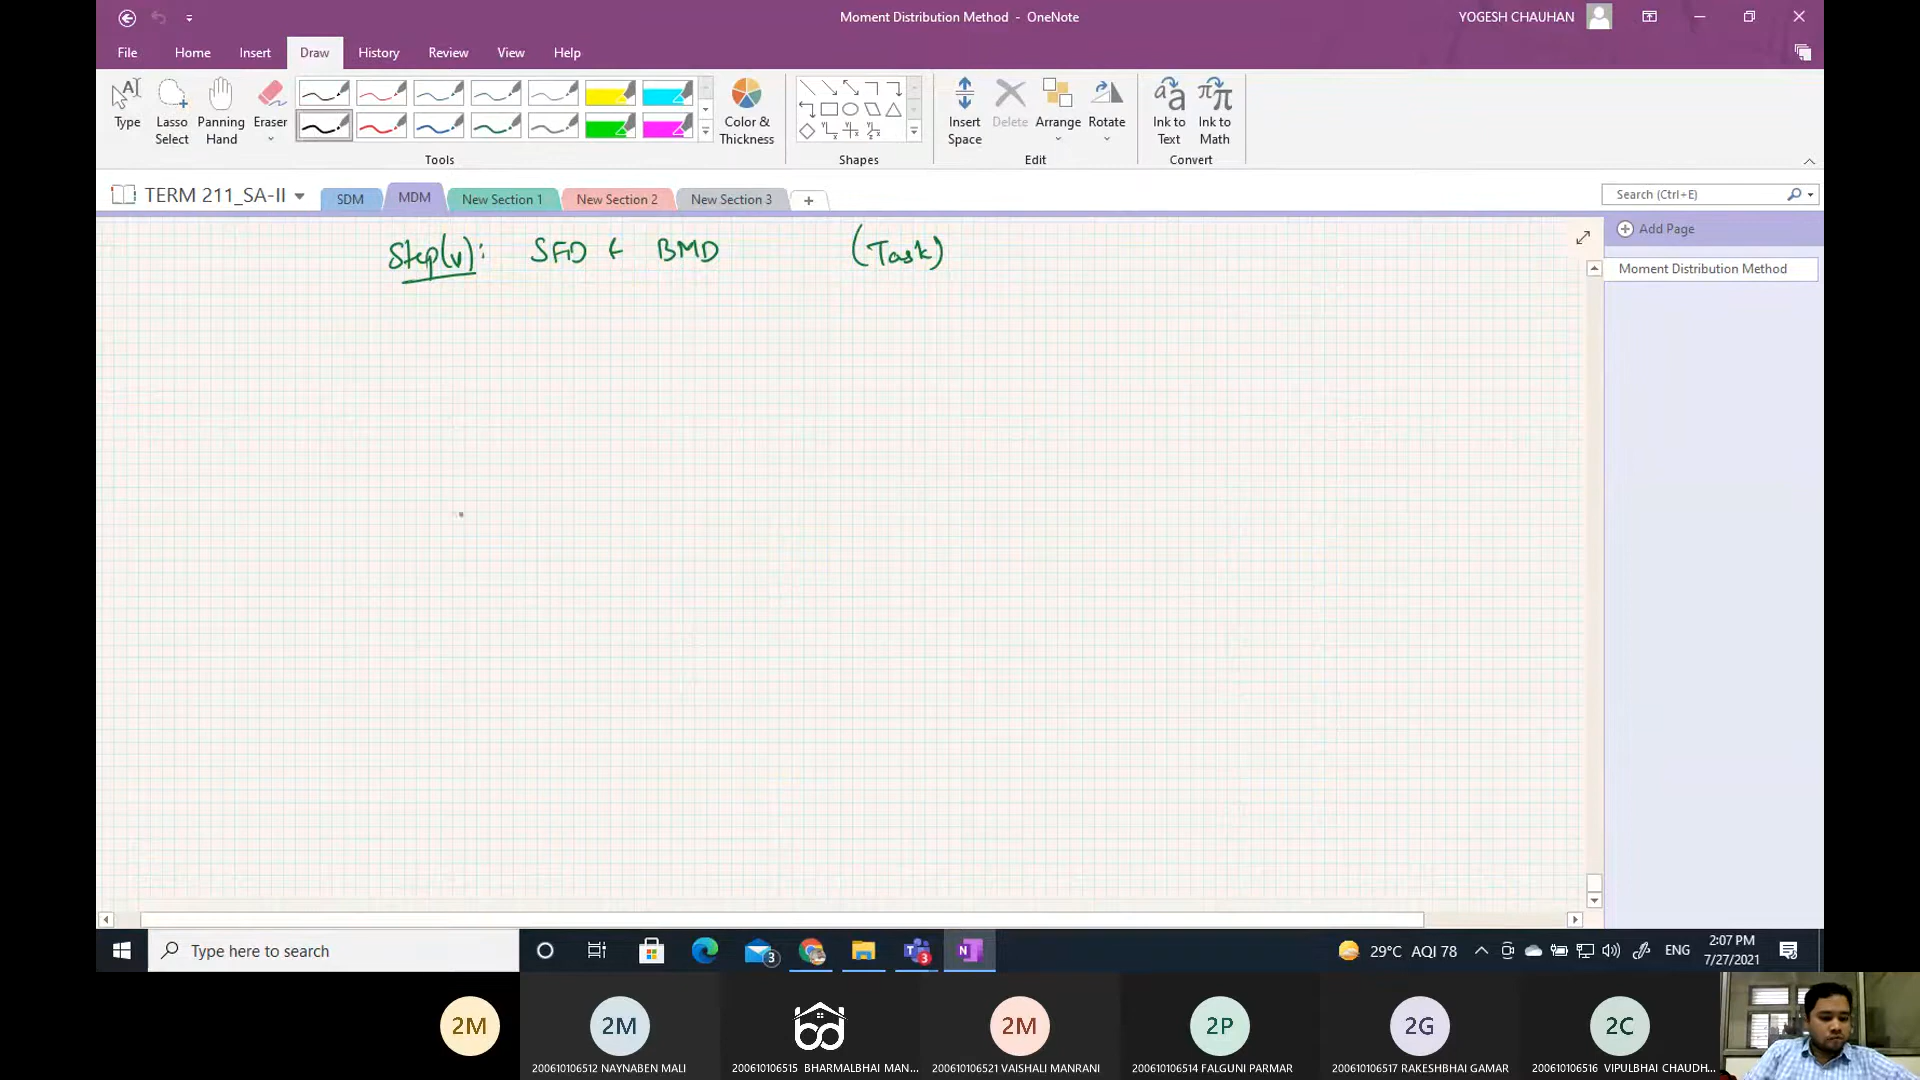 Moment Distribution Method - OneNote
YOGESH CHAUHAN
File Home Insert Draw History Review View Help
Type
Lasso Select
Panning Hand
Eraser
Color & Thickness
Insert Space
Delete
Arrange
Rotate
Ink to Text
Ink to Math
Tools
Shapes
Edit
Convert
TERM 211_SA-II
SDM
MDM
New Section 1
New Section 2
New Section 3
Search (Ctrl+E)
Add Page
Moment Distribution Method
Step(v): SFD & BMD (Task)
Type here to search
3
3
29°C AQI 78
ENG
2:07 PM
7/27/2021
2M
2M
bd
2M
2P
2G
2C
200610106512 NAYNABEN MALI
200610106515 BHARMALBHAI MAN...
200610106521 VAISHALI MANRANI
200610106514 FALGUNI PARMAR
200610106517 RAKESHBHAI GAMAR
200610106516 VIPULBHAI CHAUDH...